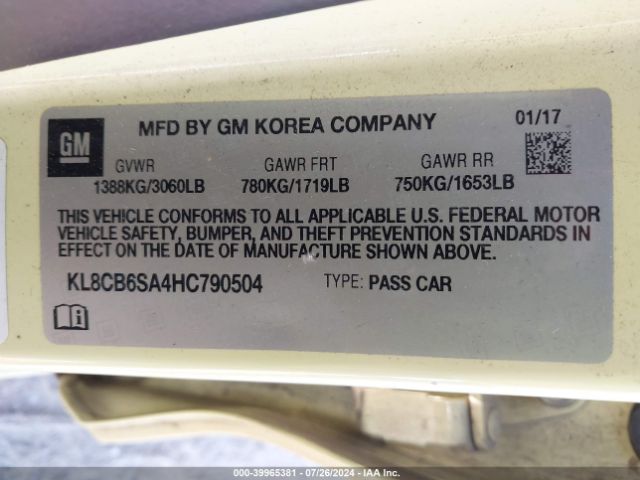 GM
MFD BY GM KOREA COMPANY
01/17
GVWR GAWR FRT GAWR RR
1388KG/3060LB 780KG/1719LB 750KG/1653LB
THIS VEHICLE CONFORMS TO ALL APPLICABLE U.S. FEDERAL MOTOR
VEHICLE SAFETY, BUMPER, AND THEFT PREVENTION STANDARDS IN
EFFECT ON THE DATE OF MANUFACTURE SHOWN ABOVE.
KL8CB6SA4HC790504 TYPE: PASS CAR
000-39965381 - 07/26/2024 - IAA Inc.